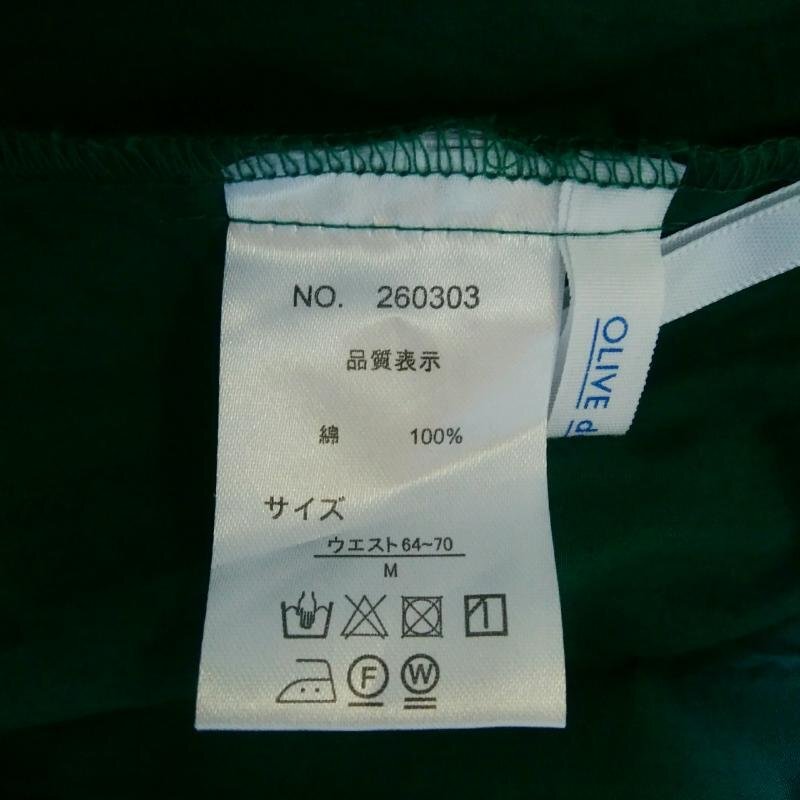 NO. 260303
品質表示
綿 100%
サイズ
ウエスト64~70
M
F W
OLIVE d